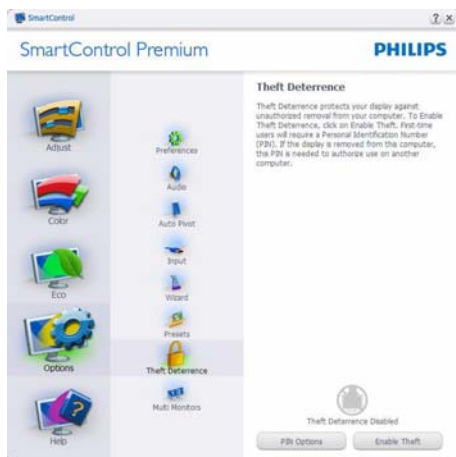 SmartControl
SmartControl Premium
PHILIPS
Adjust
Color
Eco
Options
Help
Preferences
Audio
Auto Pivot
Input
Wizard
Presets
Theft Deterrence
Multi Monitors
Theft Deterrence
Theft Deterrence protects your display against
unauthorized removal from your computer. To Enable
Theft Deterrence, click on Enable Theft. First-time
users will require a Personal Identification Number
(PIN). If the display is removed from this computer,
this PIN is needed to authorize use on another
computer.
Theft Deterrence Disabled
PIN Options
Enable Theft